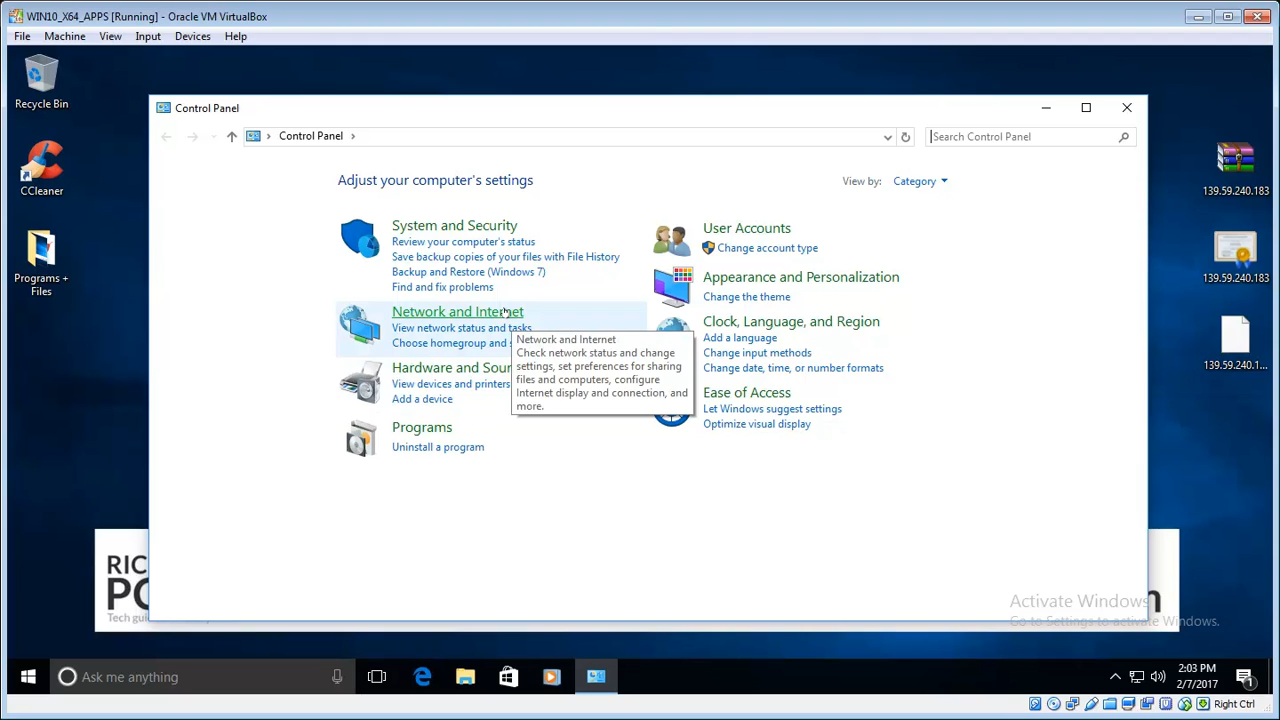 WIN10_X64_APPS [Running] - Oracle VM VirtualBox
File Machine View Input Devices Help
Recycle Bin
CCleaner
Programs +
Files
139.59.240.183
139.59.240.183
139.59.240.1...
Control Panel
Control Panel
Search Control Panel
Adjust your computer's settings
View by: Category
System and Security
Review your computer's status
Save backup copies of your files with File History
Backup and Restore (Windows 7)
Find and fix problems
Network and Internet
View network status and tasks
Choose homegroup and s
Hardware and Soun
View devices and printers
Add a device
Programs
Uninstall a program
Network and Internet
Check network status and change
settings, set preferences for sharing
files and computers, configure
Internet display and connection, and
more.
User Accounts
Change account type
Appearance and Personalization
Change the theme
Clock, Language, and Region
Add a language
Change input methods
Change date, time, or number formats
Ease of Access
Let Windows suggest settings
Optimize visual display
RIC
PO
Tech guid
Activate Windows
Go to Settings to activate Windows.
Ask me anything
2:03 PM
2/7/2017
1
Right Ctrl